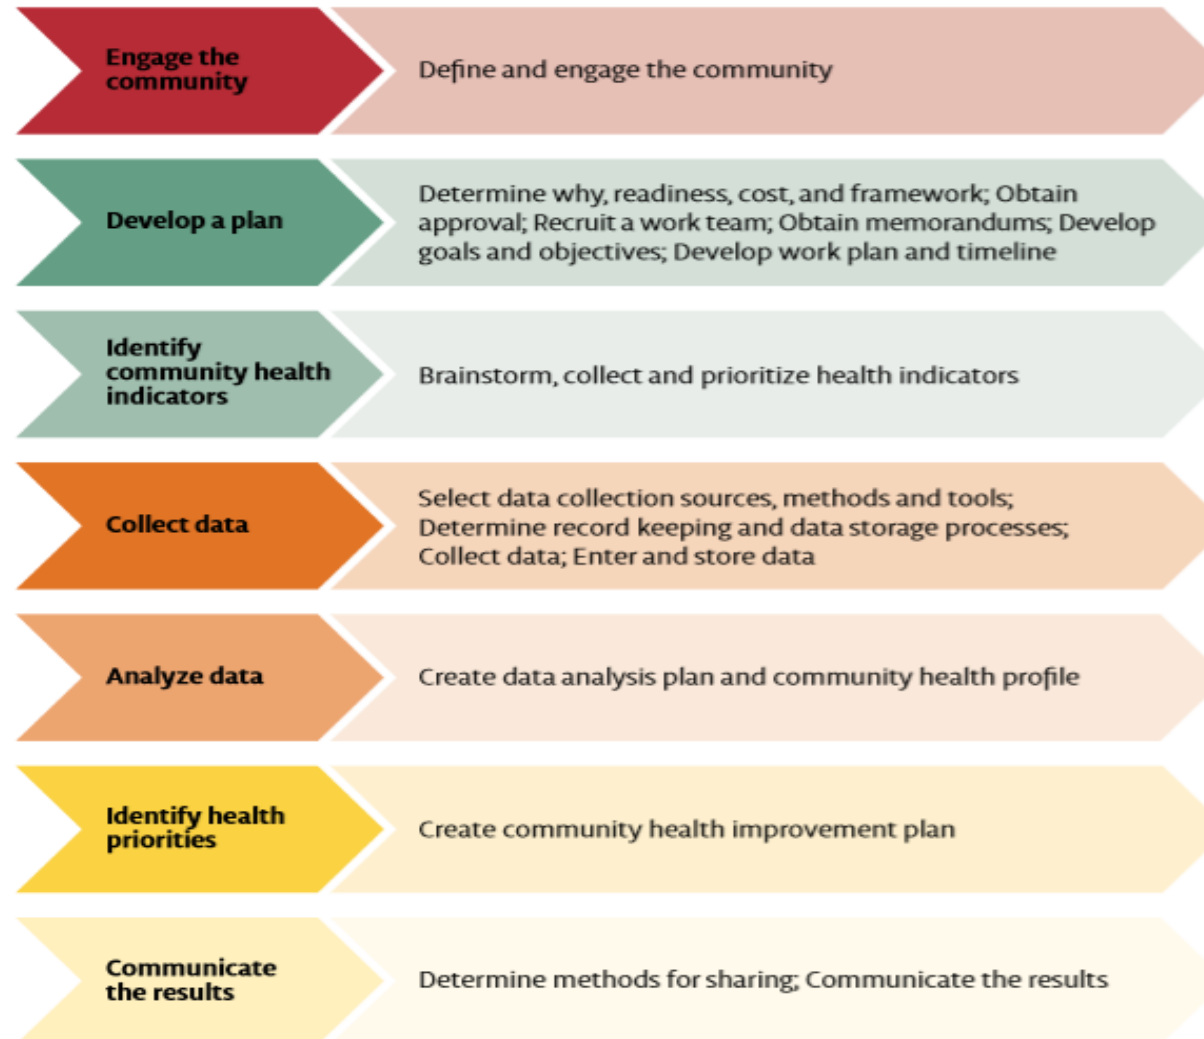 Engage the
community
Define and engage the community
Develop a plan
Determine why, readiness, cost, and framework; Obtain
approval; Recruit a work team; Obtain memorandums; Develop
goals and objectives; Develop work plan and timeline
Identify
community health
indicators
Brainstorm, collect and prioritize health indicators
Collect data
Select data collection sources, methods and tools;
Determine record keeping and data storage processes;
Collect data; Enter and store data
Analyze data
Create data analysis plan and community health profile
Identify health
priorities
Create community health improvement plan
Communicate
the results
Determine methods for sharing; Communicate the results